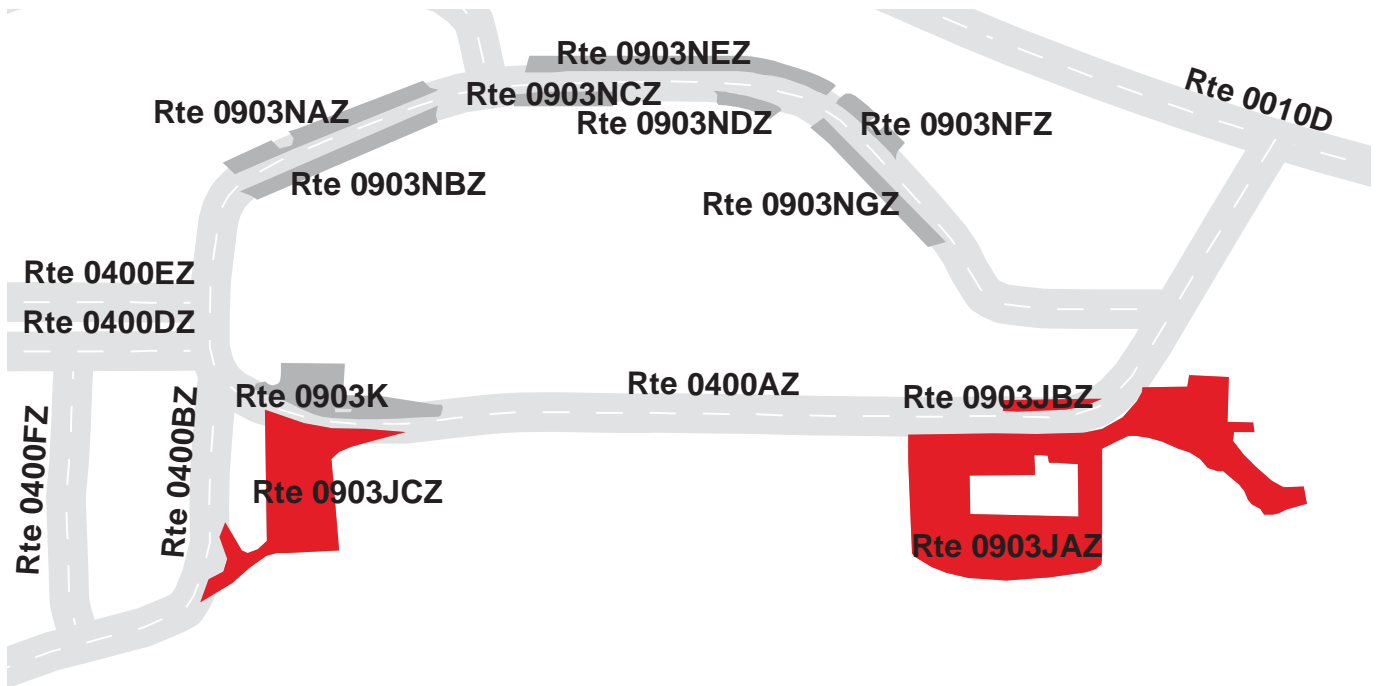 Rte 0903NEZ
Rte 0010D
Rte 0903NCZ
Rte 0903NAZ
Rte 0903NDZ
Rte 0903NFZ
Rte 0903NBZ
Rte 0903NGZ
Rte 0400EZ
Rte 0400DZ
Rte 0400AZ
Rte 0903K
Rte 0903JBZ
Rte 0400FZ
Rte 0400BZ
Rte 0903JCZ
Rte 0903JAZ